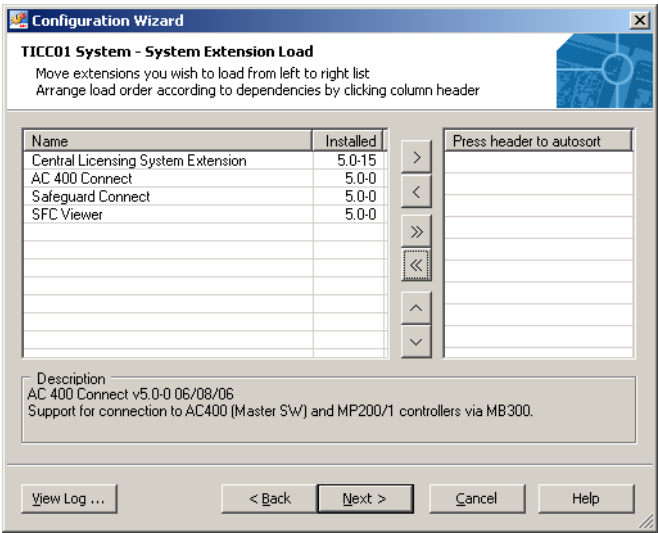 Configuration Wizard
TICC01 System - System Extension Load
Move extensions you wish to load from left to right list
Arrange load order according to dependencies by clicking column header
Name Installed Press header to autosort
Central Licensing System Extension 5.0-15
AC 400 Connect 5.0-0
Safeguard Connect 5.0-0
SFC Viewer 5.0-0
>
<
>>
<<
Description
AC 400 Connect v5.0-0 06/08/06
Support for connection to AC400 (Master SW) and MP200/1 controllers via MB300.
View Log ... < Back Next > Cancel Help